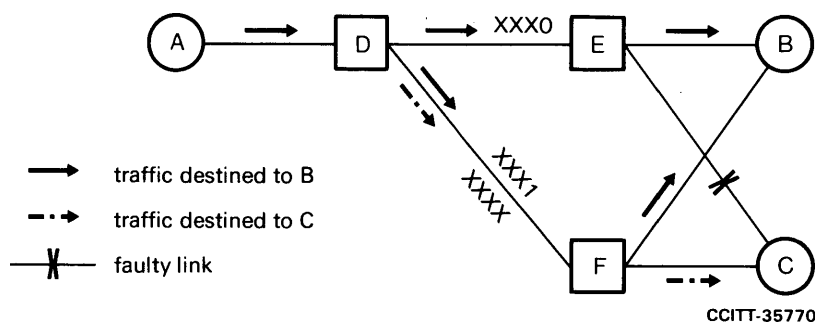 A
D
XXX0
E
B
XXX1
XXXX
traffic destined to B
traffic destined to C
faulty link
F
C
CCITT-35770